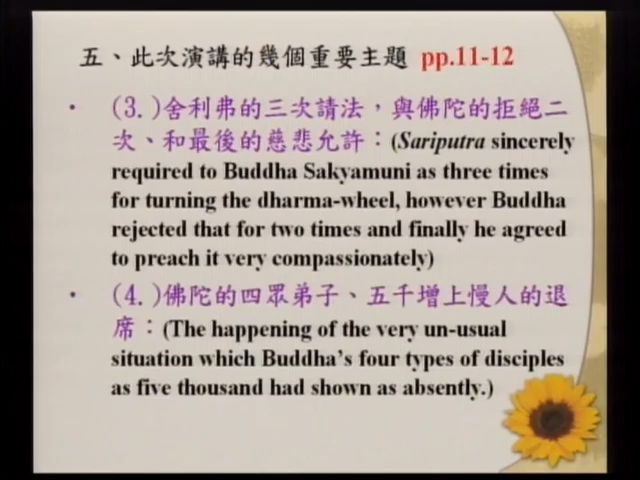 五、此次演講的幾個重要主題 pp.11-12
• (3.)舍利弗的三次請法，與佛陀的拒絕二
次、和最後的慈悲允許：(Sariputra sincerely
required to Buddha Sakyamuni as three times
for turning the dharma-wheel, however Buddha
rejected that for two times and finally he agreed
to preach it very compassionately)
• (4.)佛陀的四眾弟子、五千增上慢人的退
席：(The happening of the very un-usual
situation which Buddha's four types of disciples
as five thousand had shown as absently.)